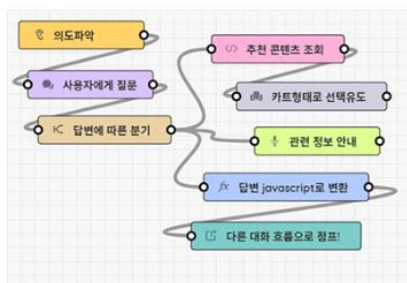 의도파악
사용자에게 질문
답변에 따른 분기
추천 콘텐츠 조회
카트형태로 선택유도
관련 정보 안내
답변 javascript로 변환
다른 대화 흐름으로 점프!